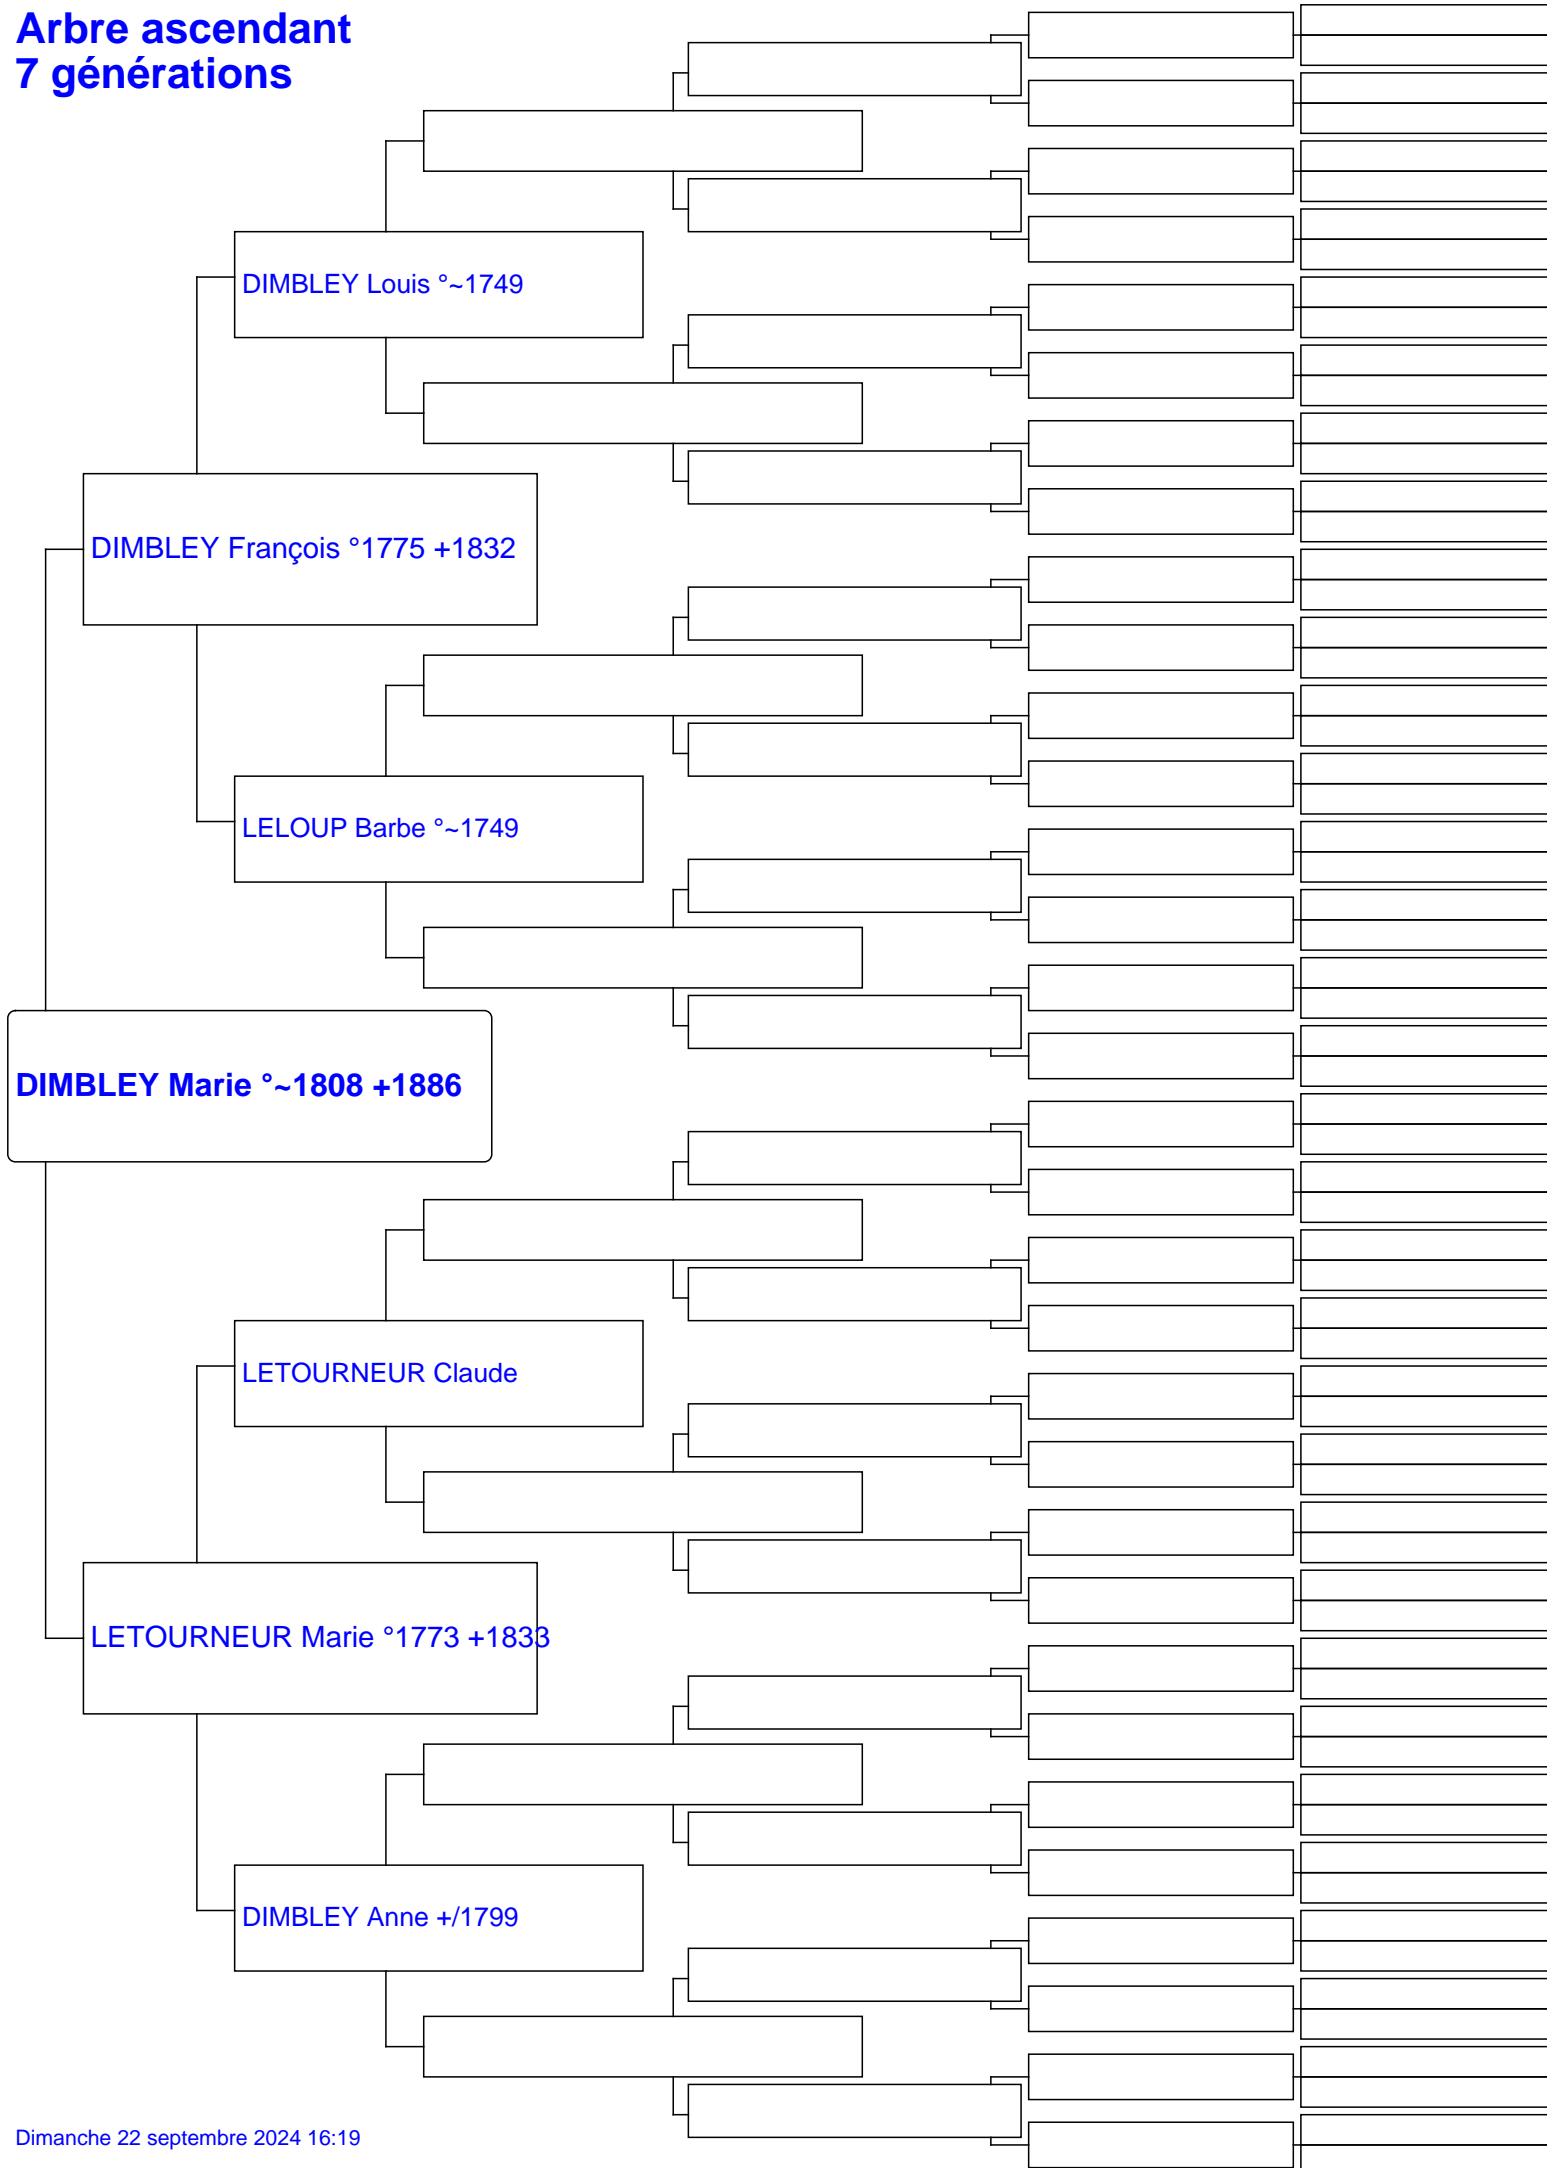 Arbre ascendant
7 générations
DIMBLEY Louis °~1749
DIMBLEY François °1775 +1832
LELOUP Barbe °~1749
DIMBLEY Marie °~1808 +1886
LETOURNEUR Claude
LETOURNEUR Marie °1773 +1833
DIMBLEY Anne +/1799
Dimanche 22 septembre 2024 16:19